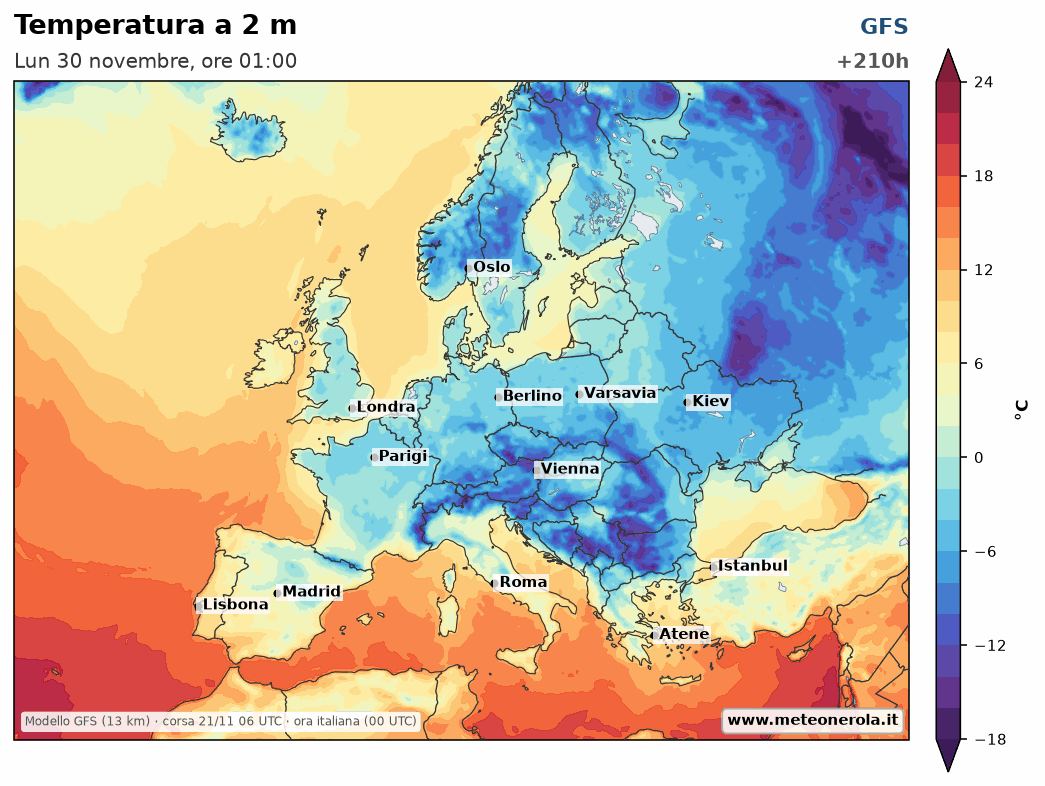 Temperatura a 2 m
GFS
Lun 30 novembre, ore 01:00
+210h
24
18
12
6
0
−6
−12
−18
°C
Oslo
Londra
Berlino
Varsavia
Kiev
Parigi
Vienna
Istanbul
Roma
Madrid
Lisbona
Atene
Modello GFS (13 km) · corsa 21/11 06 UTC · ora italiana (00 UTC)
www.meteonerola.it